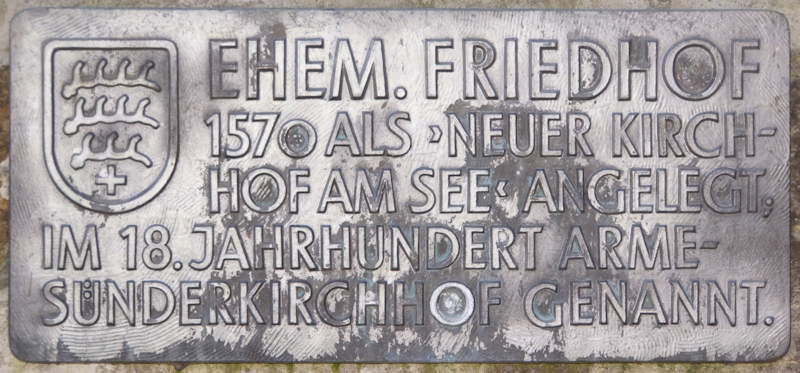 EHEM. FRIEDHOF
1570 ALS ›NEUER KIRCH-
HOF AM SEE‹ ANGELEGT,
IM 18. JAHRHUNDERT ARME-
SÜNDERKIRCHHOF GENANNT.